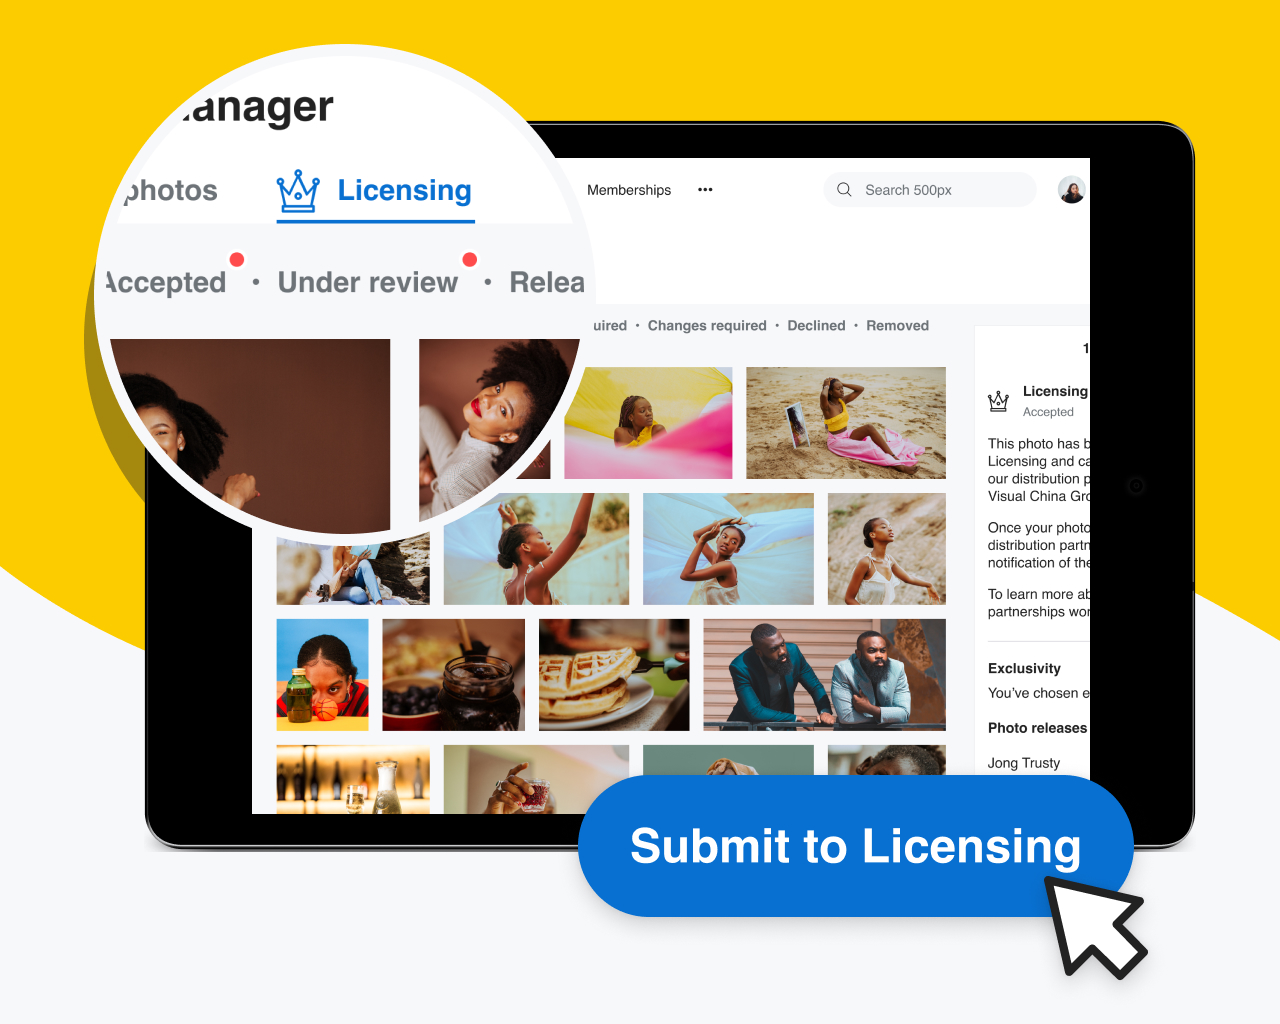 anager
photos
Licensing
Accepted • Under review • Relea
Memberships •••
Search 500px
uired • Changes required • Declined • Removed
1
Licensing
Accepted
This photo has b
Licensing and ca
our distribution p
Visual China Gro
Once your photo
distribution partn
notification of the
To learn more ab
partnerships wor
Exclusivity
You’ve chosen e
Photo releases
Jong Trusty
Submit to Licensing